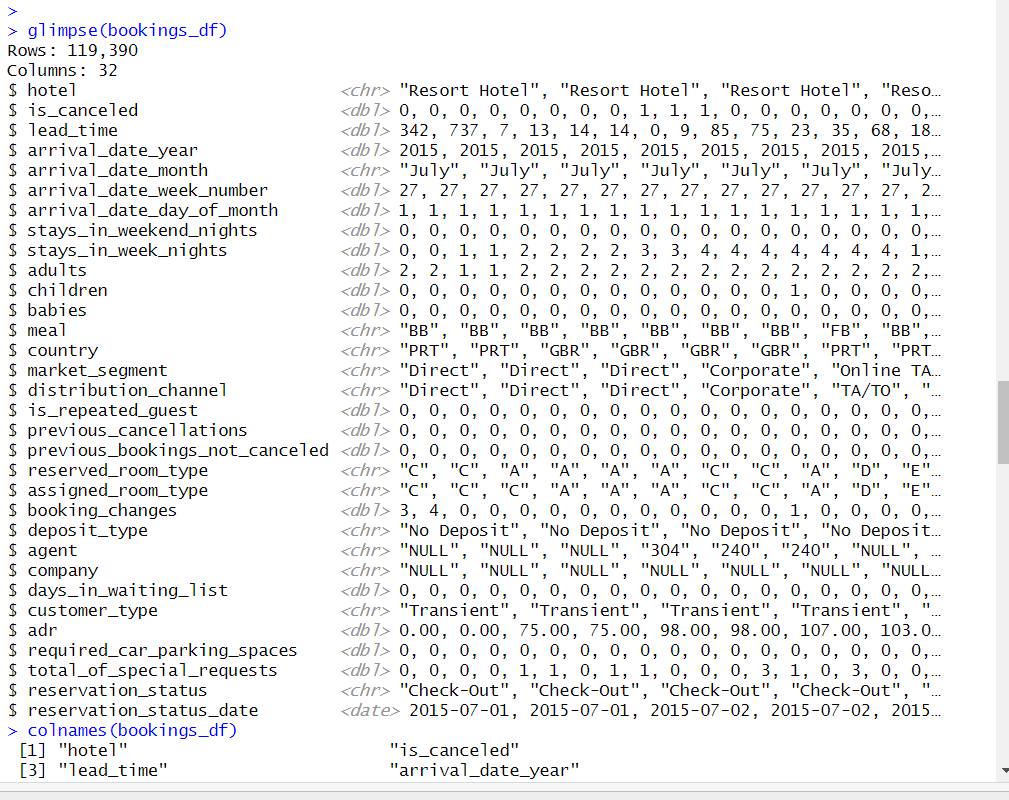 >
> glimpse(bookings_df)
Rows: 119,390
Columns: 32
$ hotel <chr> "Resort Hotel", "Resort Hotel", "Resort Hotel", "Reso…
$ is_canceled <dbl> 0, 0, 0, 0, 0, 0, 0, 0, 1, 1, 1, 0, 0, 0, 0, 0, 0, 0,…
$ lead_time <dbl> 342, 737, 7, 13, 14, 14, 0, 9, 85, 75, 23, 35, 68, 18…
$ arrival_date_year <dbl> 2015, 2015, 2015, 2015, 2015, 2015, 2015, 2015, 2015,…
$ arrival_date_month <chr> "July", "July", "July", "July", "July", "July", "July…
$ arrival_date_week_number <dbl> 27, 27, 27, 27, 27, 27, 27, 27, 27, 27, 27, 27, 27, 2…
$ arrival_date_day_of_month <dbl> 1, 1, 1, 1, 1, 1, 1, 1, 1, 1, 1, 1, 1, 1, 1, 1, 1, 1,…
$ stays_in_weekend_nights <dbl> 0, 0, 0, 0, 0, 0, 0, 0, 0, 0, 0, 0, 0, 0, 0, 0, 0, 0,…
$ stays_in_week_nights <dbl> 0, 0, 1, 1, 2, 2, 2, 2, 3, 3, 4, 4, 4, 4, 4, 4, 4, 1,…
$ adults <dbl> 2, 2, 1, 1, 2, 2, 2, 2, 2, 2, 2, 2, 2, 2, 2, 2, 2, 2,…
$ children <dbl> 0, 0, 0, 0, 0, 0, 0, 0, 0, 0, 0, 0, 0, 1, 0, 0, 0, 0,…
$ babies <dbl> 0, 0, 0, 0, 0, 0, 0, 0, 0, 0, 0, 0, 0, 0, 0, 0, 0, 0,…
$ meal <chr> "BB", "BB", "BB", "BB", "BB", "BB", "BB", "FB", "BB",…
$ country <chr> "PRT", "PRT", "GBR", "GBR", "GBR", "GBR", "PRT", "PRT…
$ market_segment <chr> "Direct", "Direct", "Direct", "Corporate", "Online TA…
$ distribution_channel <chr> "Direct", "Direct", "Direct", "Corporate", "TA/TO", "…
$ is_repeated_guest <dbl> 0, 0, 0, 0, 0, 0, 0, 0, 0, 0, 0, 0, 0, 0, 0, 0, 0, 0,…
$ previous_cancellations <dbl> 0, 0, 0, 0, 0, 0, 0, 0, 0, 0, 0, 0, 0, 0, 0, 0, 0, 0,…
$ previous_bookings_not_canceled <dbl> 0, 0, 0, 0, 0, 0, 0, 0, 0, 0, 0, 0, 0, 0, 0, 0, 0, 0,…
$ reserved_room_type <chr> "C", "C", "A", "A", "A", "A", "C", "C", "A", "D", "E"…
$ assigned_room_type <chr> "C", "C", "C", "A", "A", "A", "C", "C", "A", "D", "E"…
$ booking_changes <dbl> 3, 4, 0, 0, 0, 0, 0, 0, 0, 0, 0, 0, 0, 1, 0, 0, 0, 0,…
$ deposit_type <chr> "No Deposit", "No Deposit", "No Deposit", "No Deposit…
$ agent <chr> "NULL", "NULL", "NULL", "304", "240", "240", "NULL", …
$ company <chr> "NULL", "NULL", "NULL", "NULL", "NULL", "NULL", "NULL…
$ days_in_waiting_list <dbl> 0, 0, 0, 0, 0, 0, 0, 0, 0, 0, 0, 0, 0, 0, 0, 0, 0, 0,…
$ customer_type <chr> "Transient", "Transient", "Transient", "Transient", "…
$ adr <dbl> 0.00, 0.00, 75.00, 75.00, 98.00, 98.00, 107.00, 103.0…
$ required_car_parking_spaces <dbl> 0, 0, 0, 0, 0, 0, 0, 0, 0, 0, 0, 0, 0, 0, 0, 0, 0, 0,…
$ total_of_special_requests <dbl> 0, 0, 0, 0, 1, 1, 0, 1, 1, 0, 0, 0, 3, 1, 0, 3, 0, 0,…
$ reservation_status <chr> "Check-Out", "Check-Out", "Check-Out", "Check-Out", "…
$ reservation_status_date <date> 2015-07-01, 2015-07-01, 2015-07-02, 2015-07-02, 2015…
> colnames(bookings_df)
[1] "hotel" "is_canceled"
[3] "lead_time" "arrival_date_year"